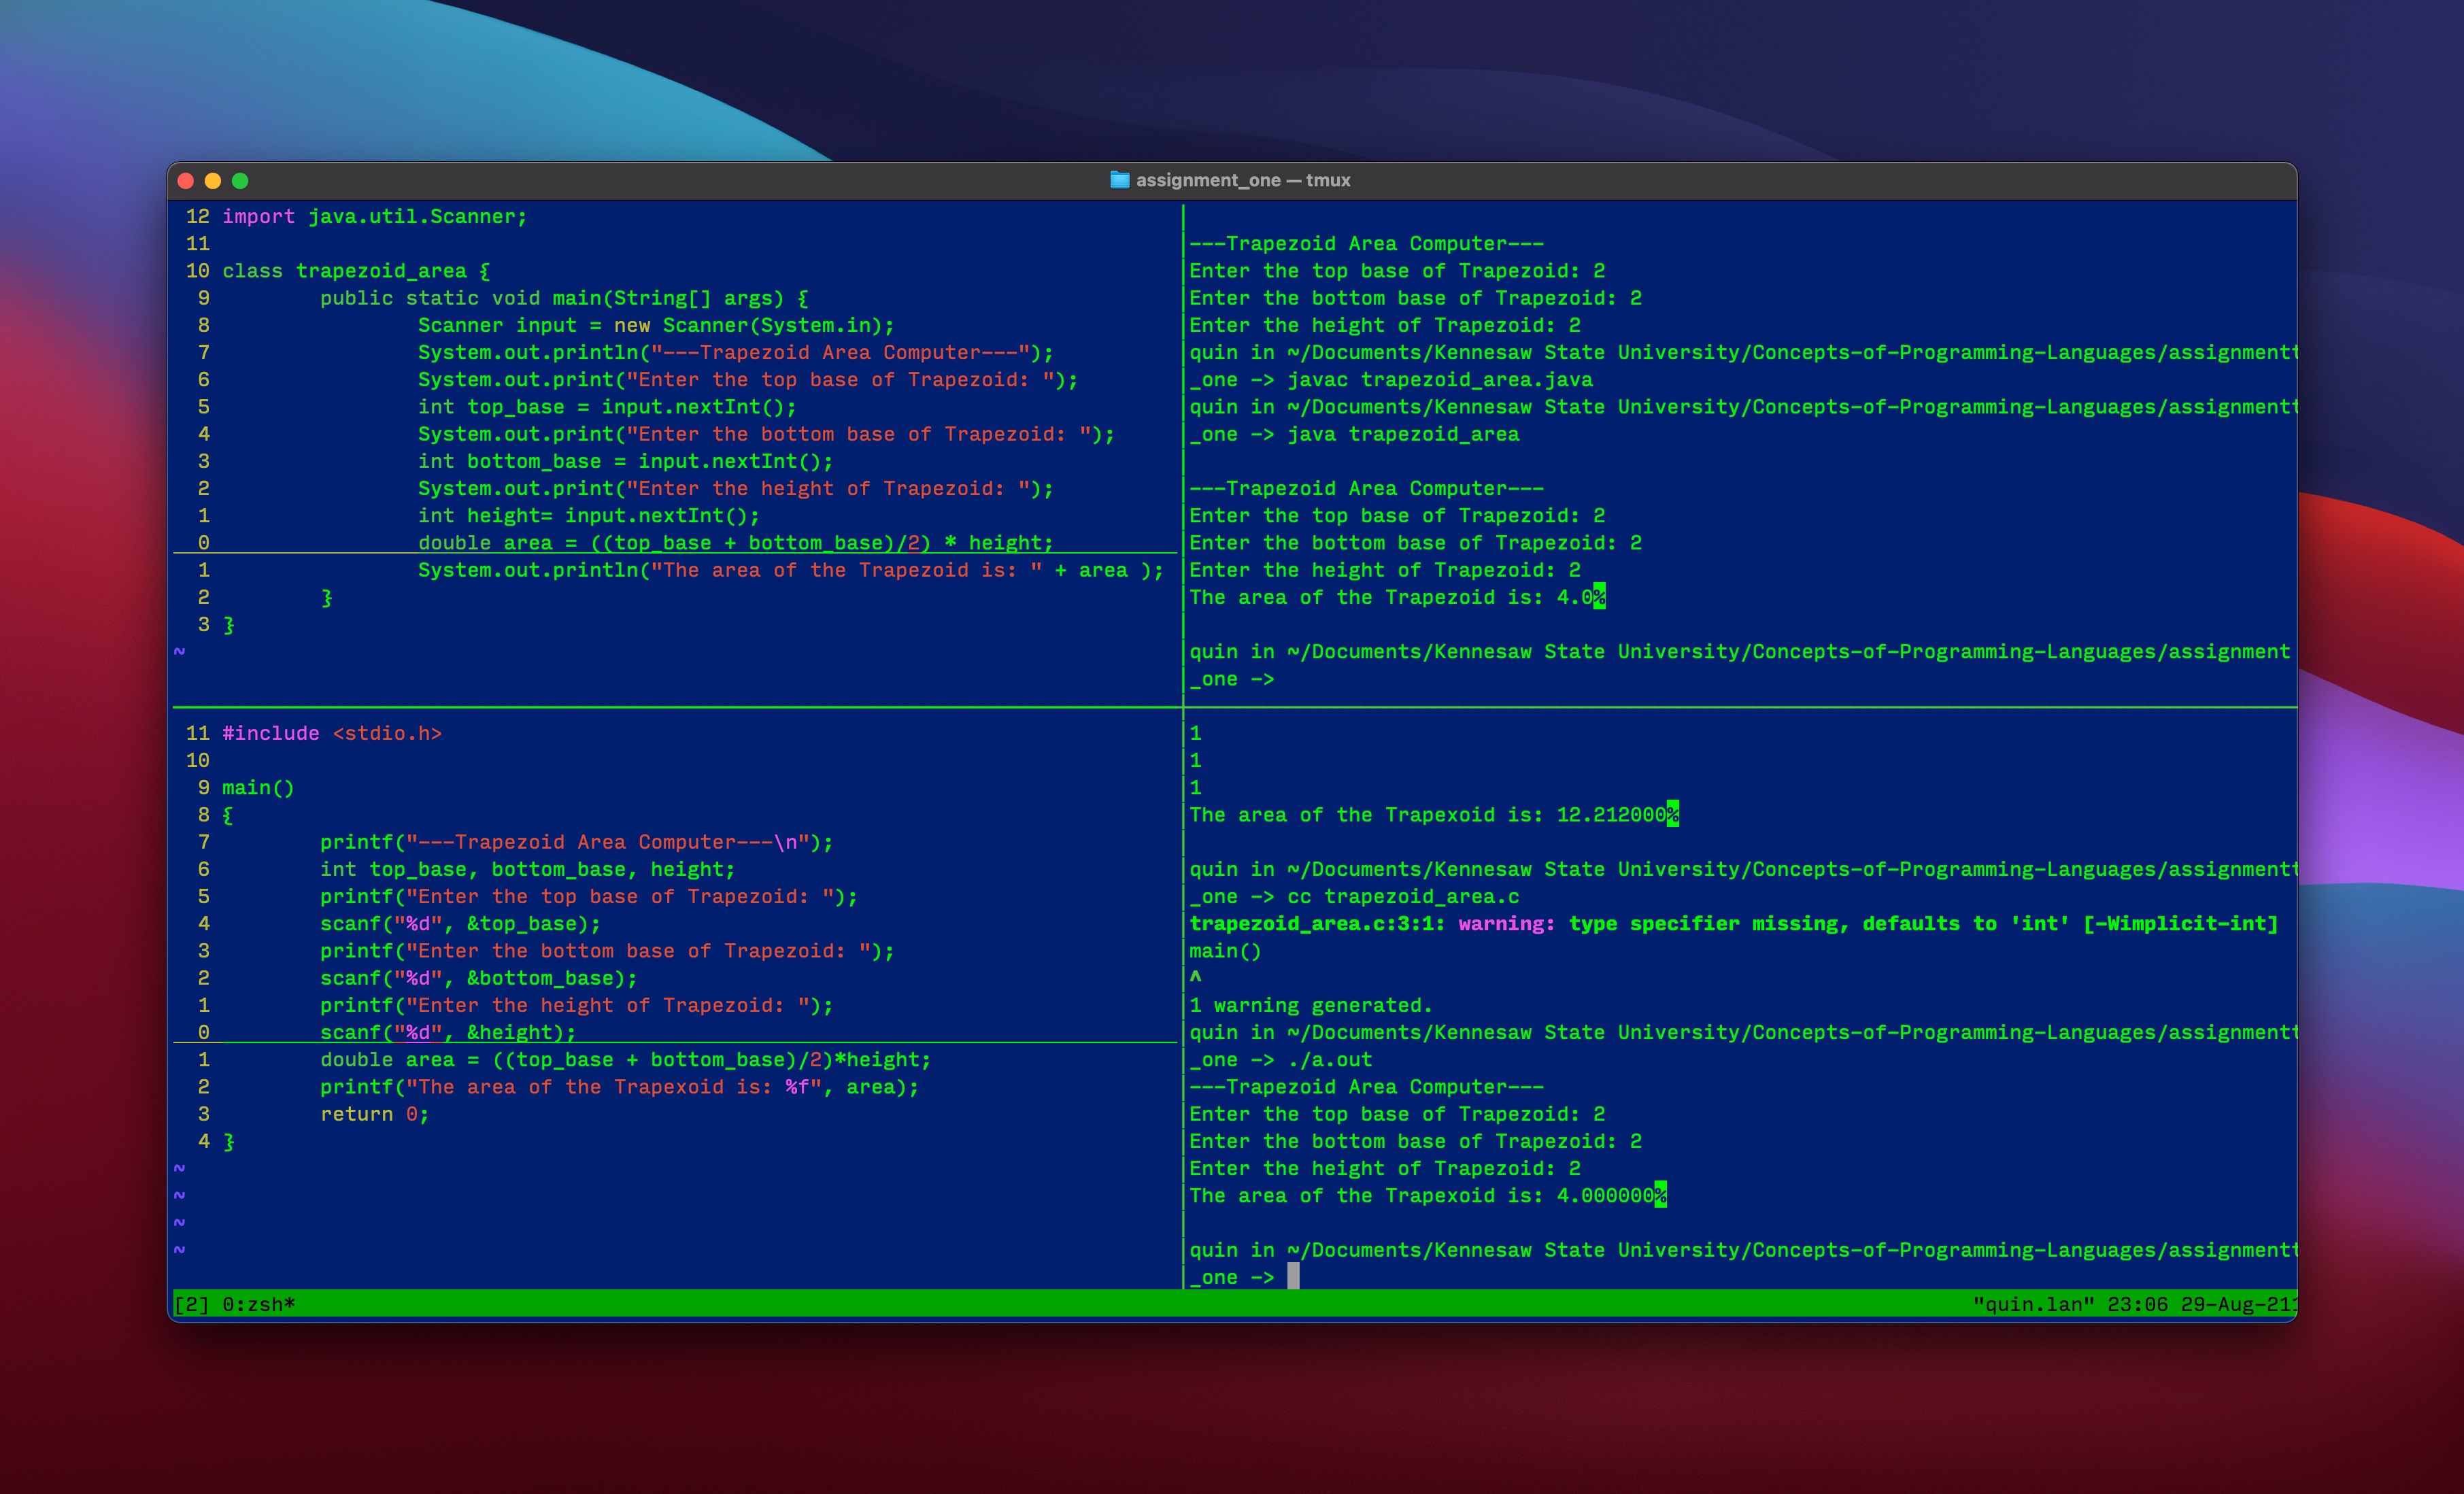 assignment_one — tmux
12 import java.util.Scanner;
11
10 class trapezoid_area {
9 public static void main(String[] args) {
8 Scanner input = new Scanner(System.in);
7 System.out.println("---Trapezoid Area Computer---");
6 System.out.print("Enter the top base of Trapezoid: ");
5 int top_base = input.nextInt();
4 System.out.print("Enter the bottom base of Trapezoid: ");
3 int bottom_base = input.nextInt();
2 System.out.print("Enter the height of Trapezoid: ");
1 int height= input.nextInt();
0 double area = ((top_base + bottom_base)/2) * height;
1 System.out.println("The area of the Trapezoid is: " + area );
2 }
3 }
~
---Trapezoid Area Computer---
Enter the top base of Trapezoid: 2
Enter the bottom base of Trapezoid: 2
Enter the height of Trapezoid: 2
quin in ~/Documents/Kennesaw State University/Concepts-of-Programming-Languages/assignmentt
_one -> javac trapezoid_area.java
quin in ~/Documents/Kennesaw State University/Concepts-of-Programming-Languages/assignmentt
_one -> java trapezoid_area
---Trapezoid Area Computer---
Enter the top base of Trapezoid: 2
Enter the bottom base of Trapezoid: 2
Enter the height of Trapezoid: 2
The area of the Trapezoid is: 4.0%
quin in ~/Documents/Kennesaw State University/Concepts-of-Programming-Languages/assignment
_one ->
11 #include <stdio.h>
10
9 main()
8 {
7 printf("---Trapezoid Area Computer---\n");
6 int top_base, bottom_base, height;
5 printf("Enter the top base of Trapezoid: ");
4 scanf("%d", &top_base);
3 printf("Enter the bottom base of Trapezoid: ");
2 scanf("%d", &bottom_base);
1 printf("Enter the height of Trapezoid: ");
0 scanf("%d", &height);
1 double area = ((top_base + bottom_base)/2)*height;
2 printf("The area of the Trapexoid is: %f", area);
3 return 0;
4 }
~
~
~
~
1
1
1
The area of the Trapexoid is: 12.212000%
quin in ~/Documents/Kennesaw State University/Concepts-of-Programming-Languages/assignmentt
_one -> cc trapezoid_area.c
trapezoid_area.c:3:1: warning: type specifier missing, defaults to 'int' [-Wimplicit-int]
main()
^
1 warning generated.
quin in ~/Documents/Kennesaw State University/Concepts-of-Programming-Languages/assignmentt
_one -> ./a.out
---Trapezoid Area Computer---
Enter the top base of Trapezoid: 2
Enter the bottom base of Trapezoid: 2
Enter the height of Trapezoid: 2
The area of the Trapexoid is: 4.000000%
quin in ~/Documents/Kennesaw State University/Concepts-of-Programming-Languages/assignmentt
_one ->
[2] 0:zsh* "quin.lan" 23:06 29-Aug-211